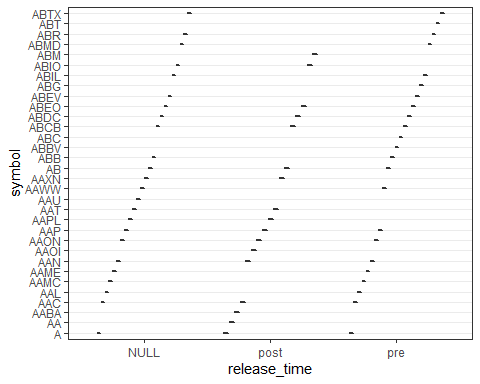 ABTX
ABT
ABR
ABMD
ABM
ABIO
ABIL
ABG
ABEV
ABEO
ABDC
ABCB
ABC
ABBV
ABB
AB
AAXN
AAWW
AAU
AAT
AAPL
AAP
AAON
AAOI
AAN
AAME
AAMC
AAL
AAC
AABA
AA
A
symbol
NULL post pre
release_time